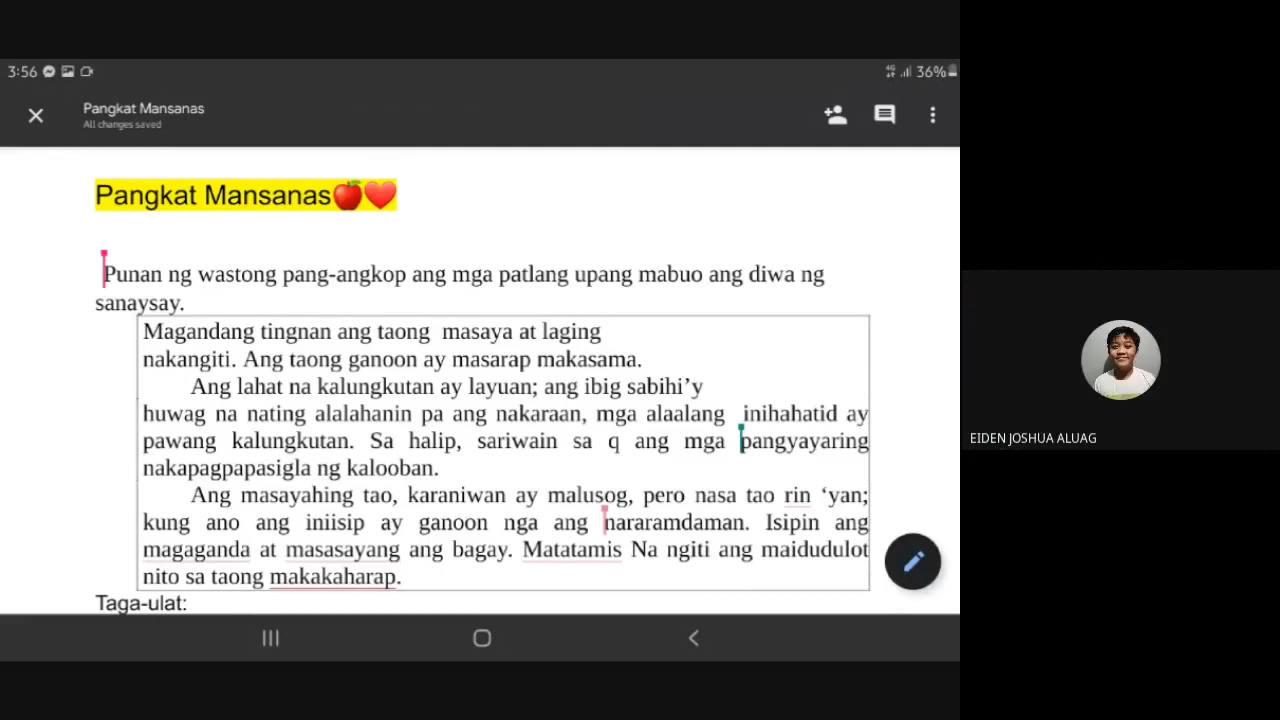 3:56 36%
Pangkat Mansanas
All changes saved
Pangkat Mansanas🍎❤️
Punan ng wastong pang-angkop ang mga patlang upang mabuo ang diwa ng
sanaysay.
Magandang tingnan ang taong masaya at laging
nakangiti. Ang taong ganoon ay masarap makasama.
Ang lahat na kalungkutan ay layuan; ang ibig sabihi’y
huwag na nating alalahanin pa ang nakaraan, mga alaalang inihahatid ay
pawang kalungkutan. Sa halip, sariwain sa q ang mga pangyayaring
nakapagpapasigla ng kalooban.
Ang masayahing tao, karaniwan ay malusog, pero nasa tao rin ‘yan;
kung ano ang iniisip ay ganoon nga ang nararamdaman. Isipin ang
magaganda at masasayang ang bagay. Matatamis Na ngiti ang maidudulot
nito sa taong makakaharap.
Taga-ulat:
EIDEN JOSHUA ALUAG